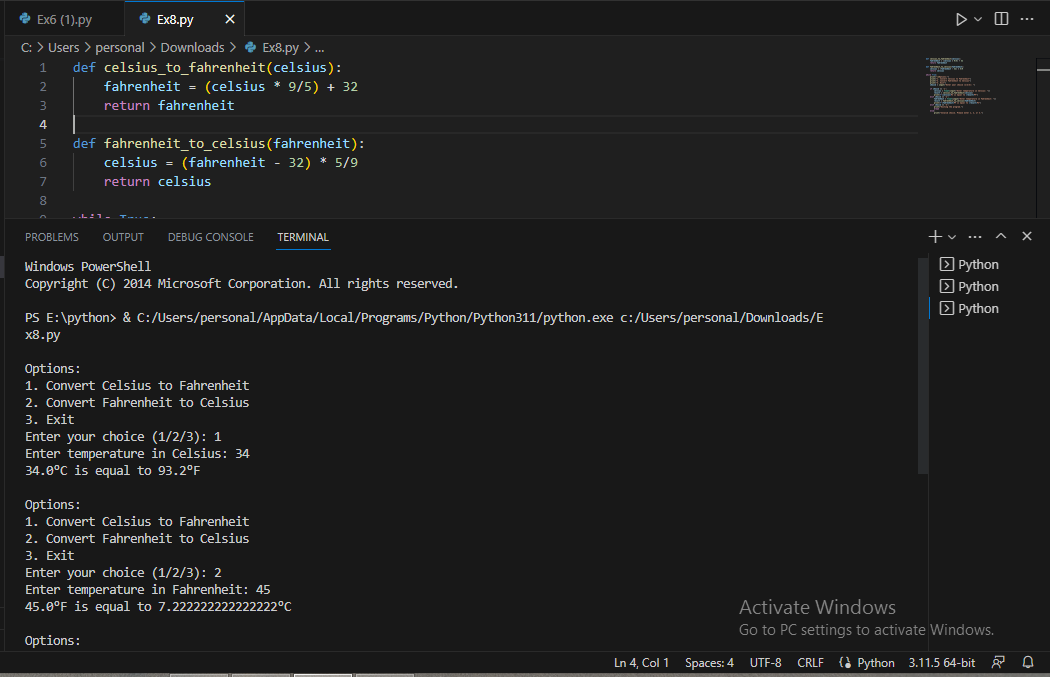 Ex6 (1).py
Ex8.py
C: > Users > personal > Downloads > Ex8.py > ...
1 def celsius_to_fahrenheit(celsius):
2 fahrenheit = (celsius * 9/5) + 32
3 return fahrenheit
4
5 def fahrenheit_to_celsius(fahrenheit):
6 celsius = (fahrenheit - 32) * 5/9
7 return celsius
8
9 while True:
PROBLEMS OUTPUT DEBUG CONSOLE TERMINAL
Windows PowerShell
Copyright (C) 2014 Microsoft Corporation. All rights reserved.
PS E:\python> & C:/Users/personal/AppData/Local/Programs/Python/Python311/python.exe c:/Users/personal/Downloads/E
x8.py
Options:
1. Convert Celsius to Fahrenheit
2. Convert Fahrenheit to Celsius
3. Exit
Enter your choice (1/2/3): 1
Enter temperature in Celsius: 34
34.0ºC is equal to 93.2ºF
Options:
1. Convert Celsius to Fahrenheit
2. Convert Fahrenheit to Celsius
3. Exit
Enter your choice (1/2/3): 2
Enter temperature in Fahrenheit: 45
45.0ºF is equal to 7.222222222222222ºC
Options:
Python
Python
Python
Activate Windows
Go to PC settings to activate Windows.
Ln 4, Col 1 Spaces: 4 UTF-8 CRLF Python 3.11.5 64-bit